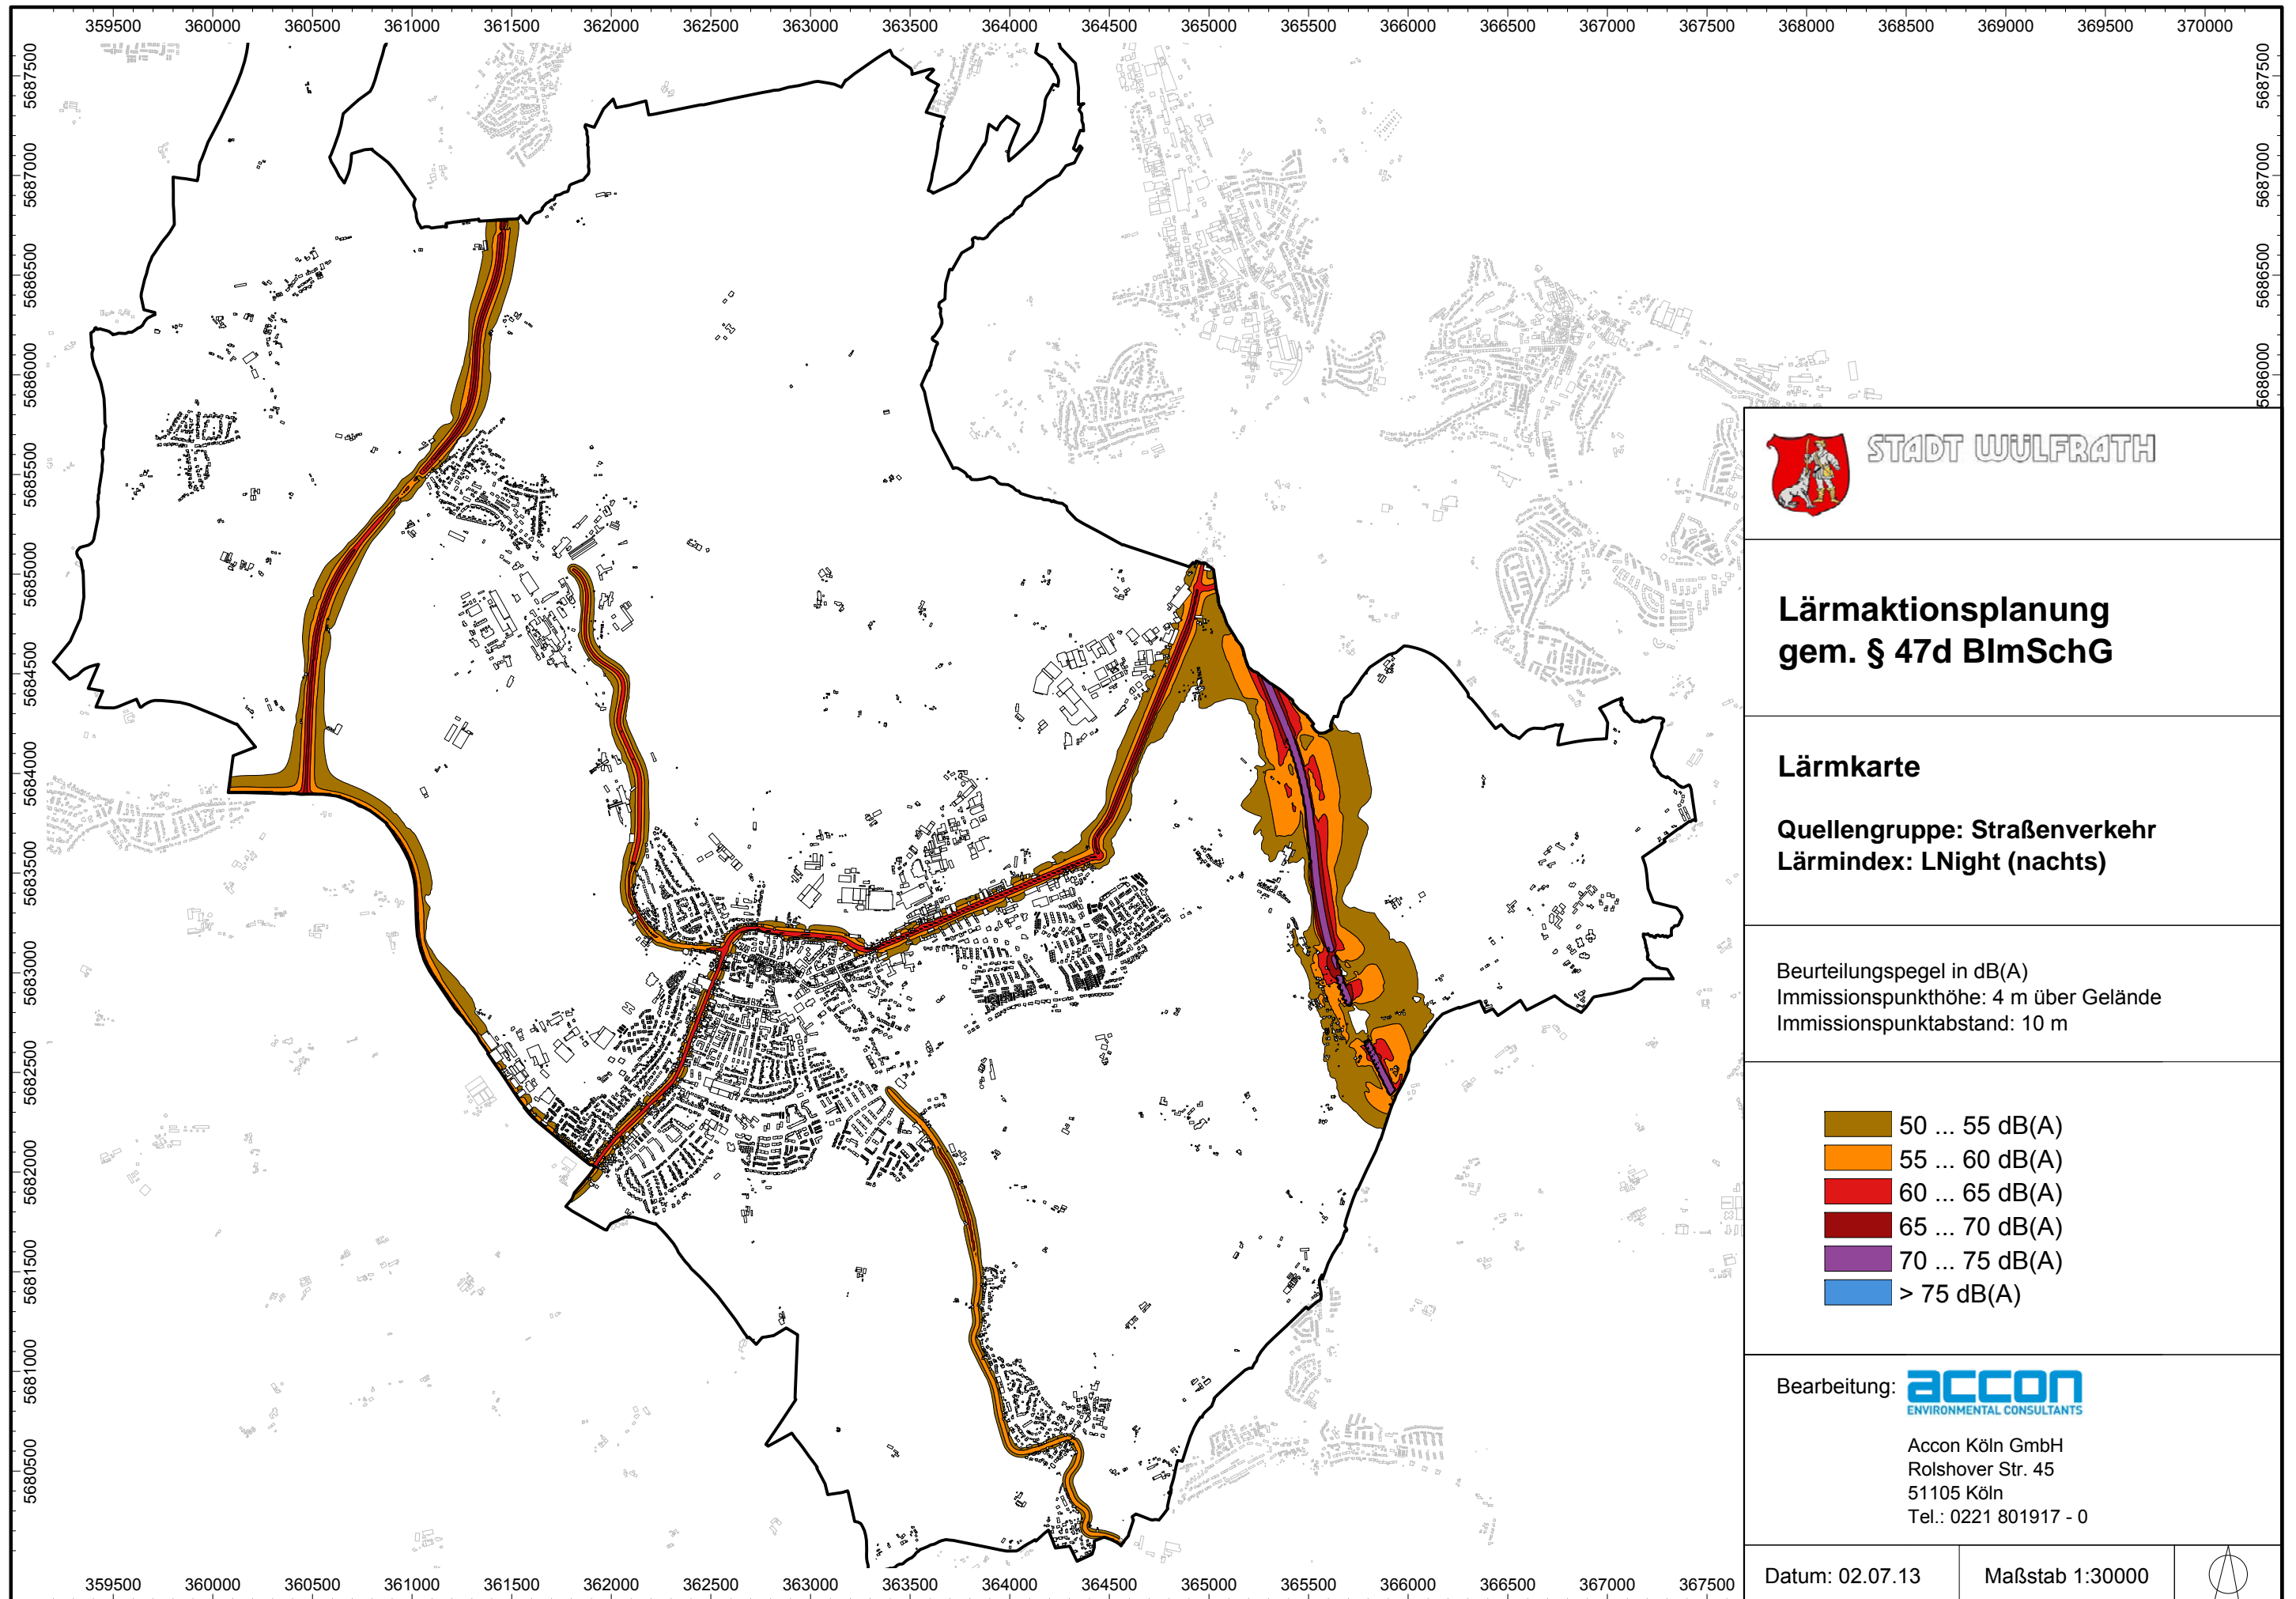 359500 360000 360500 361000 361500 362000 362500 363000 363500 364000 364500 365000 365500 366000 366500 367000 367500 368000 368500 369000 369500 370000
5687500
5687000
5686500
5686000
5685500
5685000
5684500
5684000
5683500
5683000
5682500
5682000
5681500
5681000
5680500
5687500
5687000
5686500
5686000
STADT WÜLFRATH
Lärmaktionsplanung
gem. § 47d BImSchG
Lärmkarte
Quellengruppe: Straßenverkehr
Lärmindex: LNight (nachts)
Beurteilungspegel in dB(A)
Immissionspunkthöhe: 4 m über Gelände
Immissionspunktabstand: 10 m
50 ... 55 dB(A)
55 ... 60 dB(A)
60 ... 65 dB(A)
65 ... 70 dB(A)
70 ... 75 dB(A)
> 75 dB(A)
Bearbeitung: accon
ENVIRONMENTAL CONSULTANTS
Accon Köln GmbH
Rolshover Str. 45
51105 Köln
Tel.: 0221 801917 - 0
Datum: 02.07.13 Maßstab 1:30000
359500 360000 360500 361000 361500 362000 362500 363000 363500 364000 364500 365000 365500 366000 366500 367000 367500